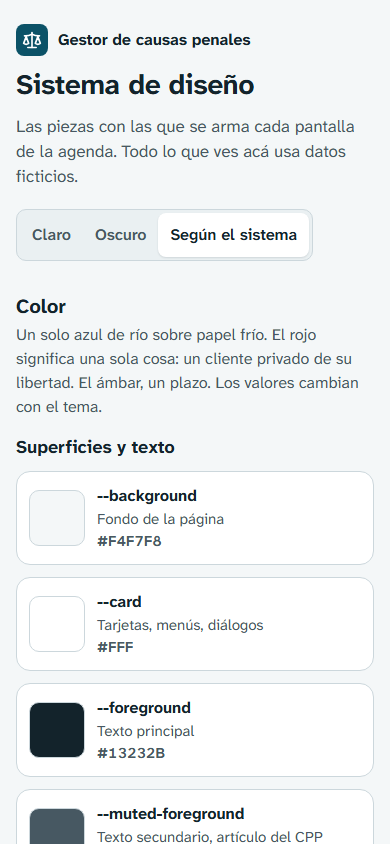 Gestor de causas penales
Sistema de diseño
Las piezas con las que se arma cada pantalla
de la agenda. Todo lo que ves acá usa datos
ficticios.
Claro
Oscuro
Según el sistema
Color
Un solo azul de río sobre papel frío. El rojo
significa una sola cosa: un cliente privado de su
libertad. El ámbar, un plazo. Los valores cambian
con el tema.
Superficies y texto
--background
Fondo de la página
#F4F7F8
--card
Tarjetas, menús, diálogos
#FFF
--foreground
Texto principal
#13232B
--muted-foreground
Texto secundario, artículo del CPP